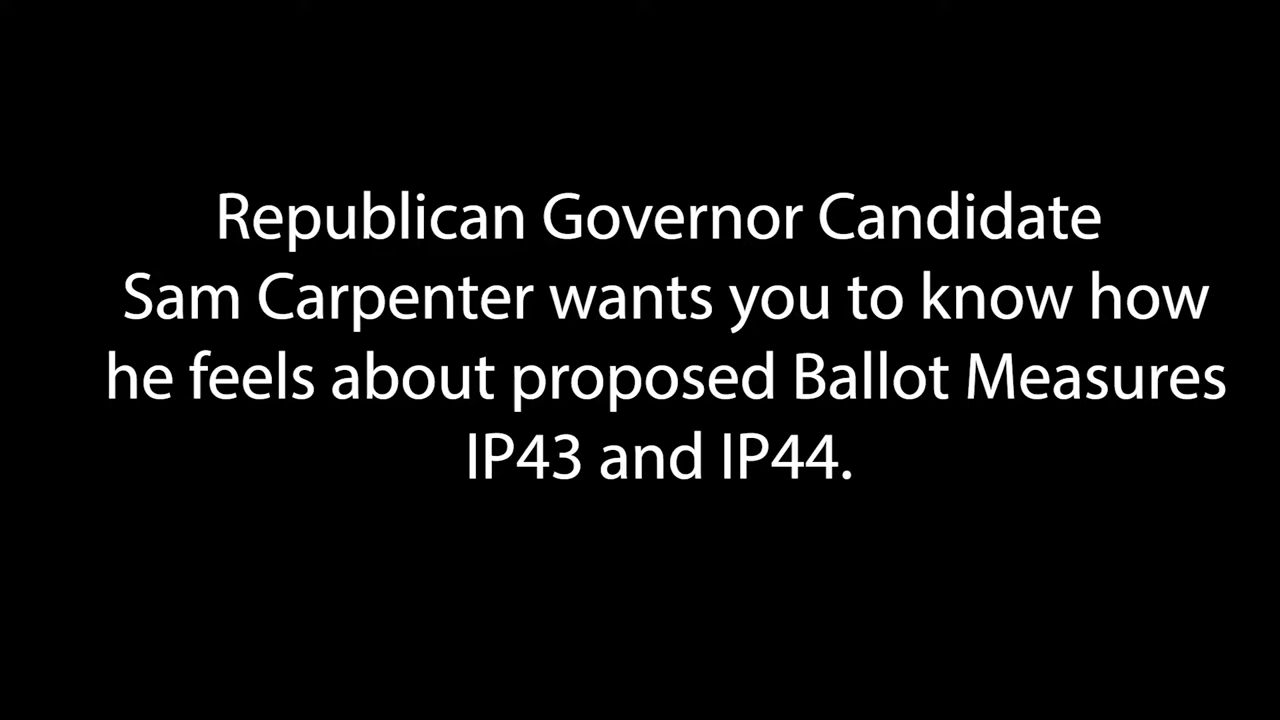 Republican Governor Candidate
Sam Carpenter wants you to know how
he feels about proposed Ballot Measures
IP43 and IP44.